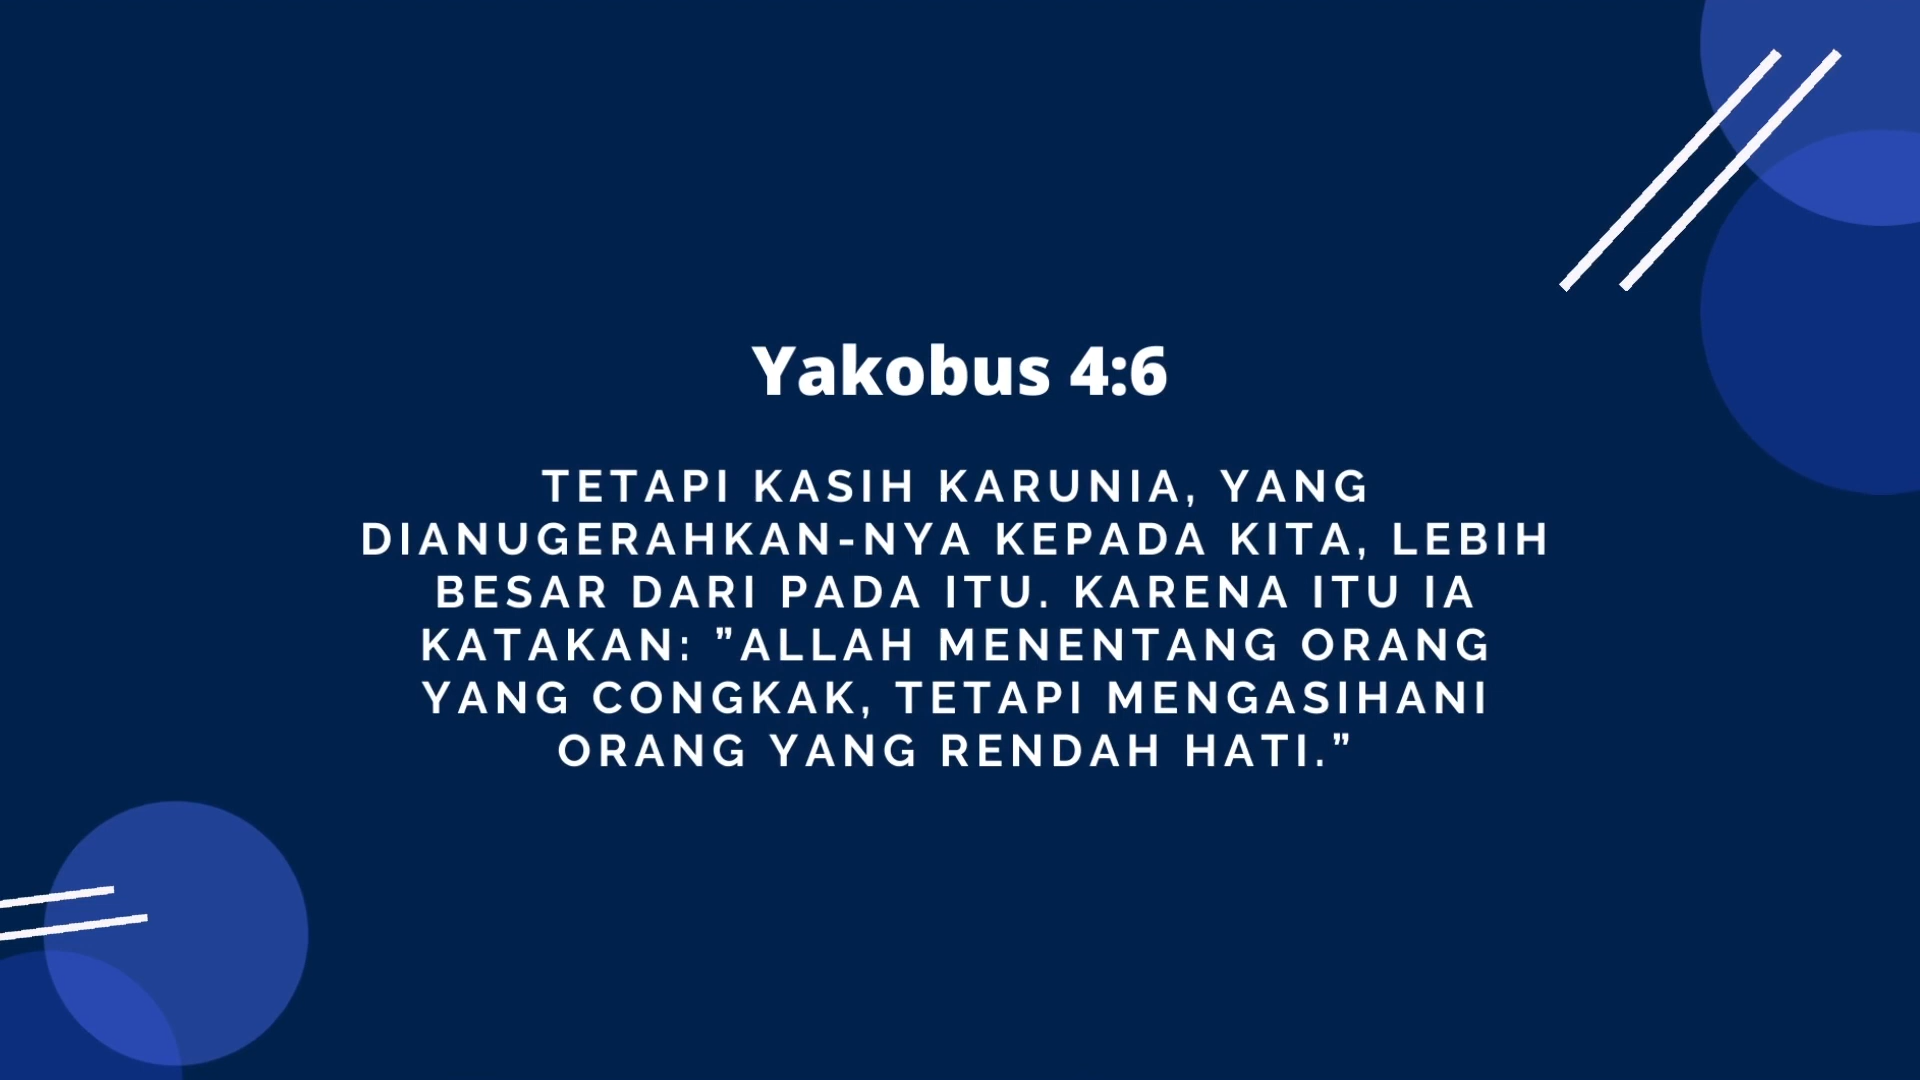 Yakobus 4:6
TETAPI KASIH KARUNIA, YANG
DIANUGERAHKAN-NYA KEPADA KITA, LEBIH
BESAR DARI PADA ITU. KARENA ITU IA
KATAKAN: ”ALLAH MENENTANG ORANG
YANG CONGKAK, TETAPI MENGASIHANI
ORANG YANG RENDAH HATI.”